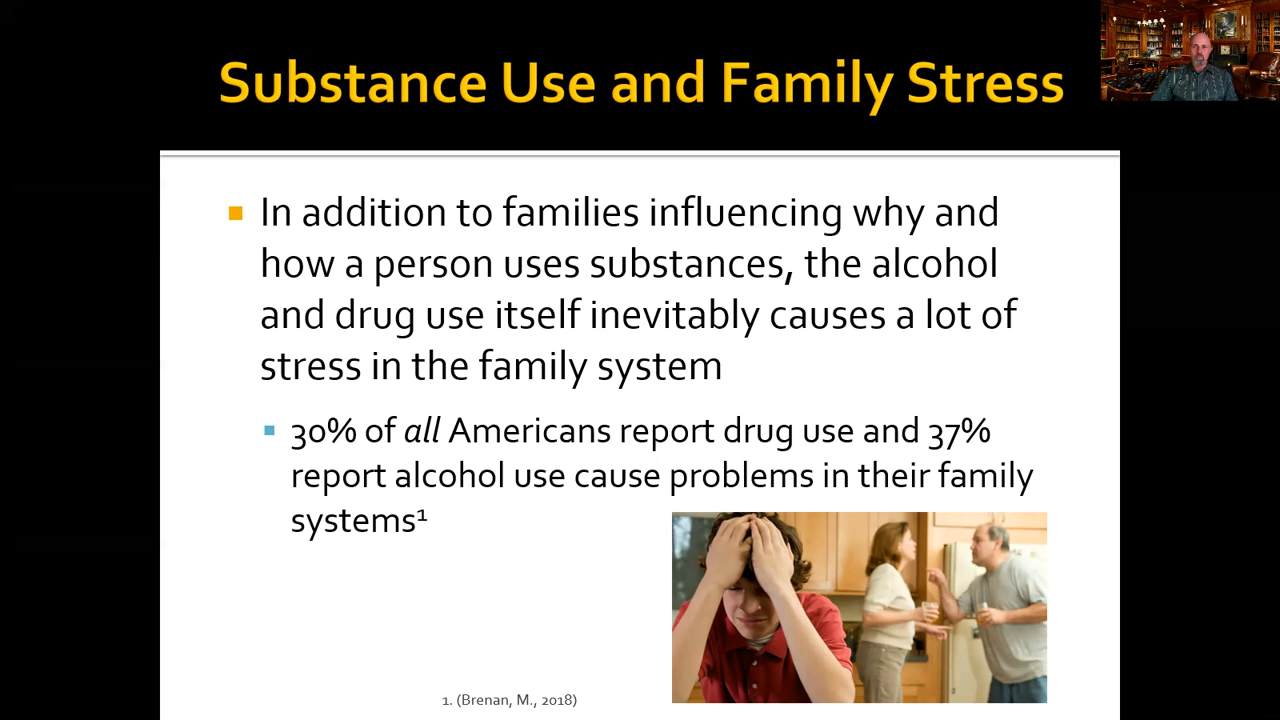 Substance Use and Family Stress
In addition to families influencing why and
how a person uses substances, the alcohol
and drug use itself inevitably causes a lot of
stress in the family system
30% of all Americans report drug use and 37%
report alcohol use cause problems in their family
systems¹
1. (Brenan, M., 2018)